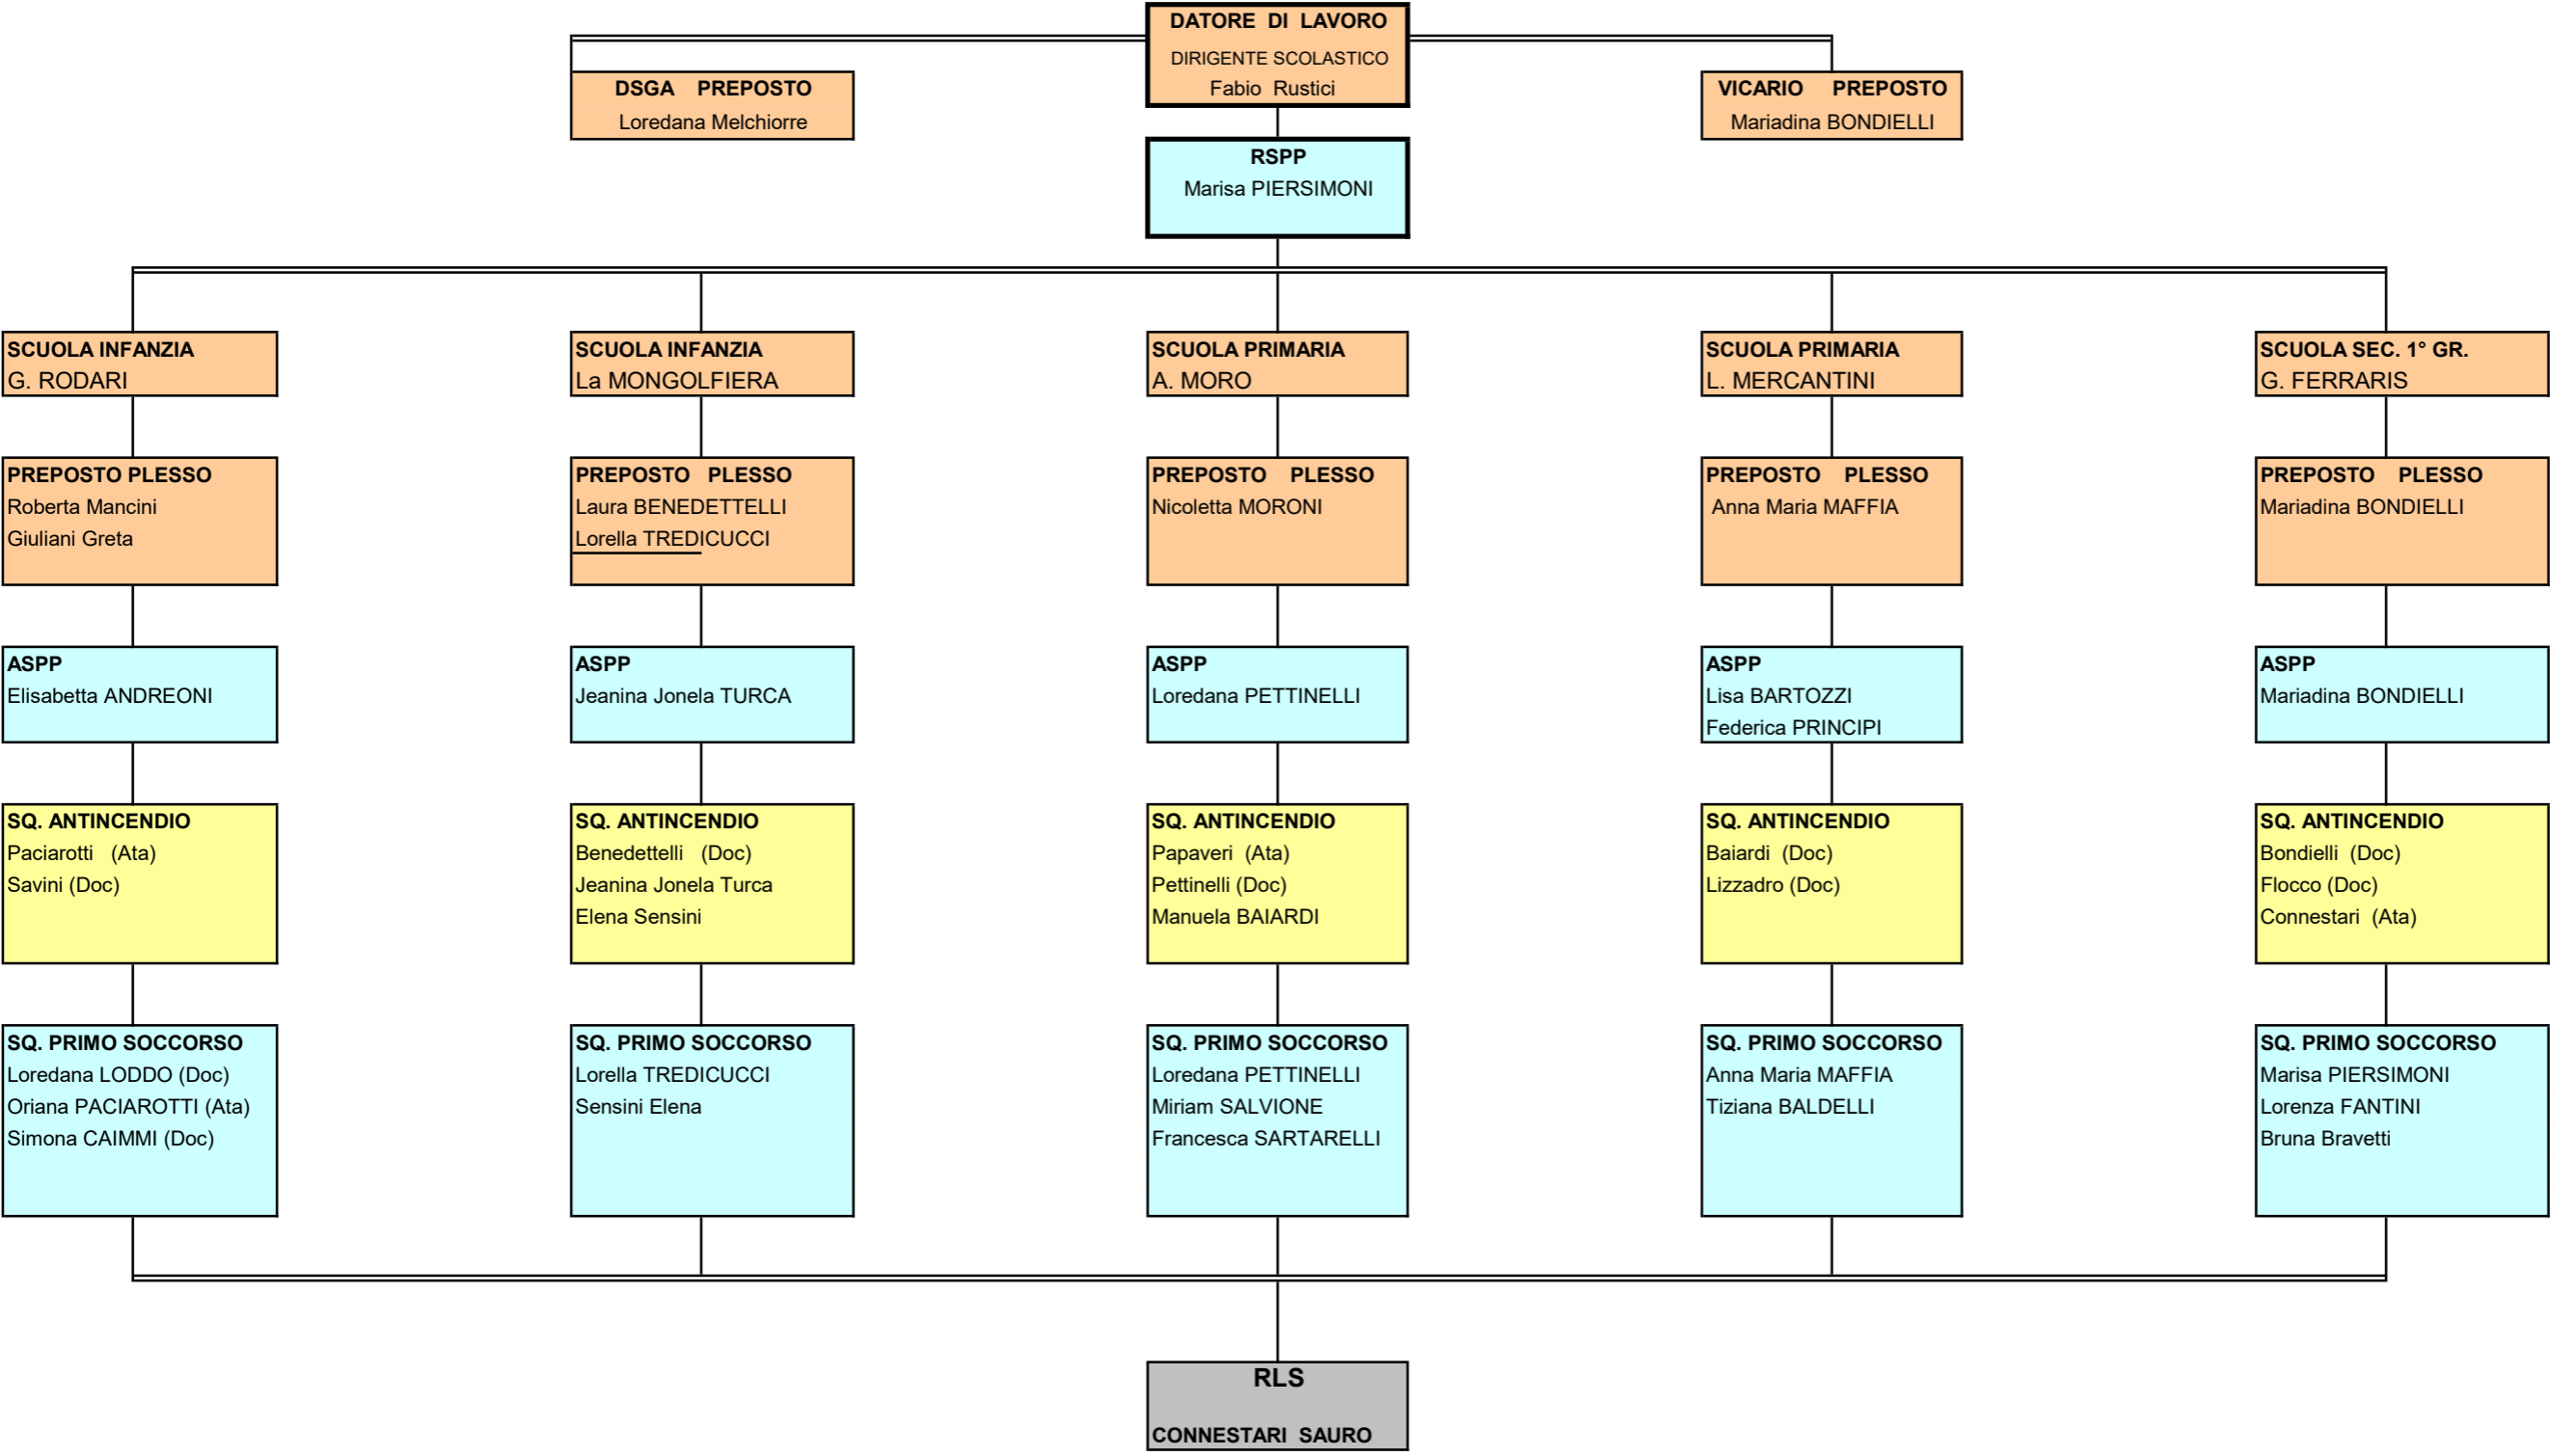 DATORE DI LAVORO
DIRIGENTE SCOLASTICO
Fabio Rustici
DSGA PREPOSTO
Loredana Melchiorre
VICARIO PREPOSTO
Mariadina BONDIELLI
RSPP
Marisa PIERSIMONI
SCUOLA INFANZIA
G. RODARI
PREPOSTO PLESSO
Roberta Mancini
Giuliani Greta
ASPP
Elisabetta ANDREONI
SQ. ANTINCENDIO
Paciarotti (Ata)
Savini (Doc)
SQ. PRIMO SOCCORSO
Loredana LODDO (Doc)
Oriana PACIAROTTI (Ata)
Simona CAIMMI (Doc)
SCUOLA INFANZIA
La MONGOLFIERA
PREPOSTO PLESSO
Laura BENEDETTELLI
Lorella TREDICUCCI
ASPP
Jeanina Jonela TURCA
SQ. ANTINCENDIO
Benedettelli (Doc)
Jeanina Jonela Turca
Elena Sensini
SQ. PRIMO SOCCORSO
Lorella TREDICUCCI
Sensini Elena
SCUOLA PRIMARIA
A. MORO
PREPOSTO PLESSO
Nicoletta MORONI
ASPP
Loredana PETTINELLI
SQ. ANTINCENDIO
Papaveri (Ata)
Pettinelli (Doc)
Manuela BAIARDI
SQ. PRIMO SOCCORSO
Loredana PETTINELLI
Miriam SALVIONE
Francesca SARTARELLI
SCUOLA PRIMARIA
L. MERCANTINI
PREPOSTO PLESSO
Anna Maria MAFFIA
ASPP
Lisa BARTOZZI
Federica PRINCIPI
SQ. ANTINCENDIO
Baiardi (Doc)
Lizzadro (Doc)
SQ. PRIMO SOCCORSO
Anna Maria MAFFIA
Tiziana BALDELLI
SCUOLA SEC. 1° GR.
G. FERRARIS
PREPOSTO PLESSO
Mariadina BONDIELLI
ASPP
Mariadina BONDIELLI
SQ. ANTINCENDIO
Bondielli (Doc)
Flocco (Doc)
Connestari (Ata)
SQ. PRIMO SOCCORSO
Marisa PIERSIMONI
Lorenza FANTINI
Bruna Bravetti
RLS
CONNESTARI SAURO